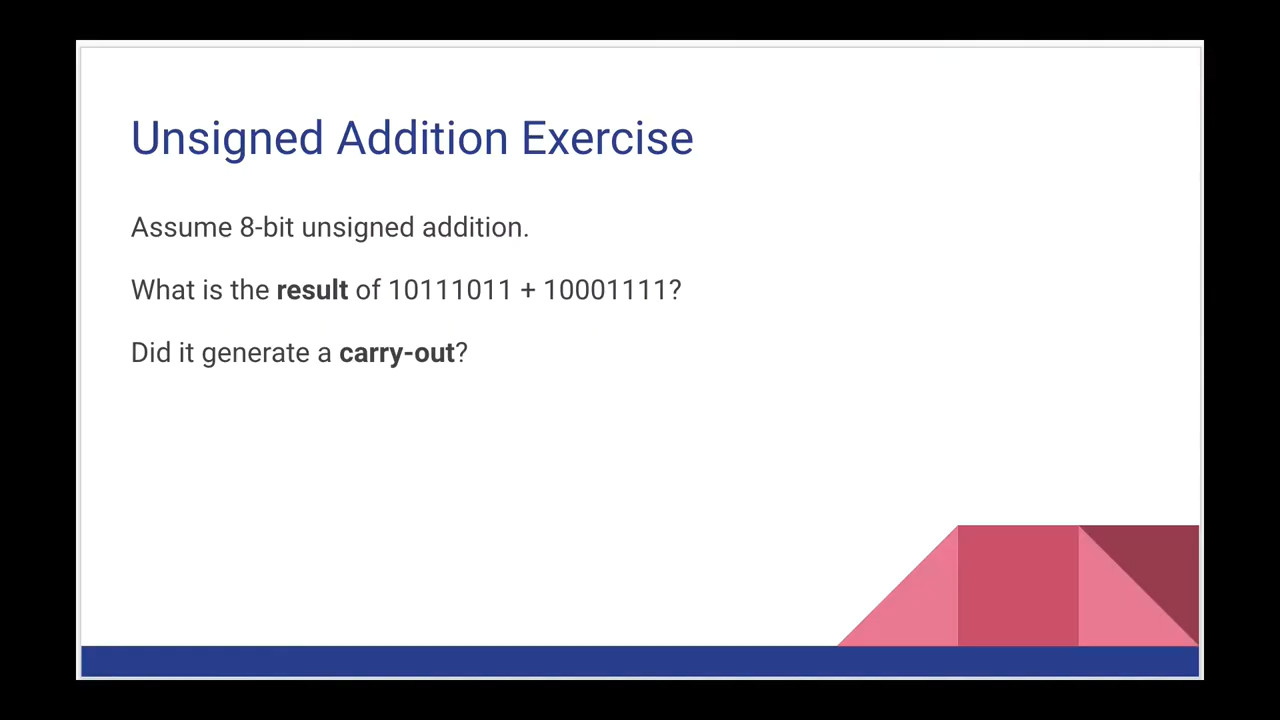 Unsigned Addition Exercise
Assume 8-bit unsigned addition.
What is the result of 10111011 + 10001111?
Did it generate a carry-out?